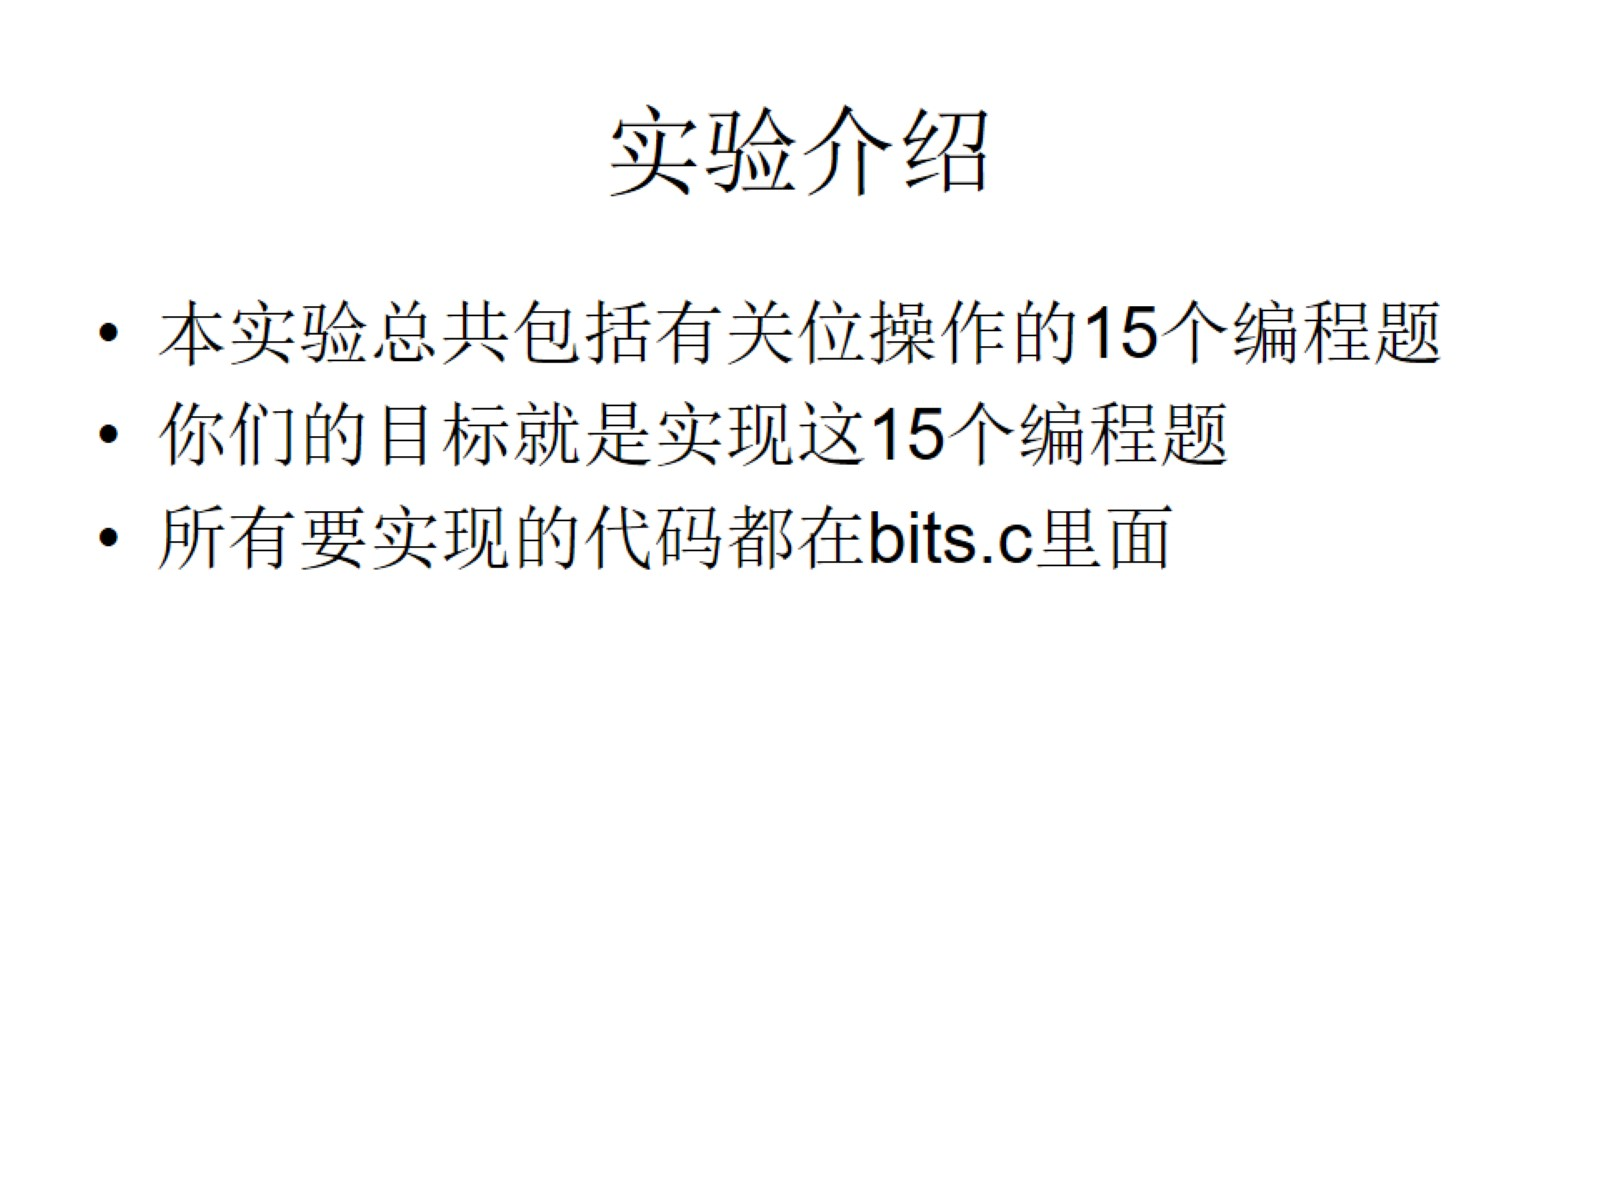 实验介绍
• 本实验总共包括有关位操作的15个编程题
• 你们的目标就是实现这15个编程题
• 所有要实现的代码都在bits.c里面